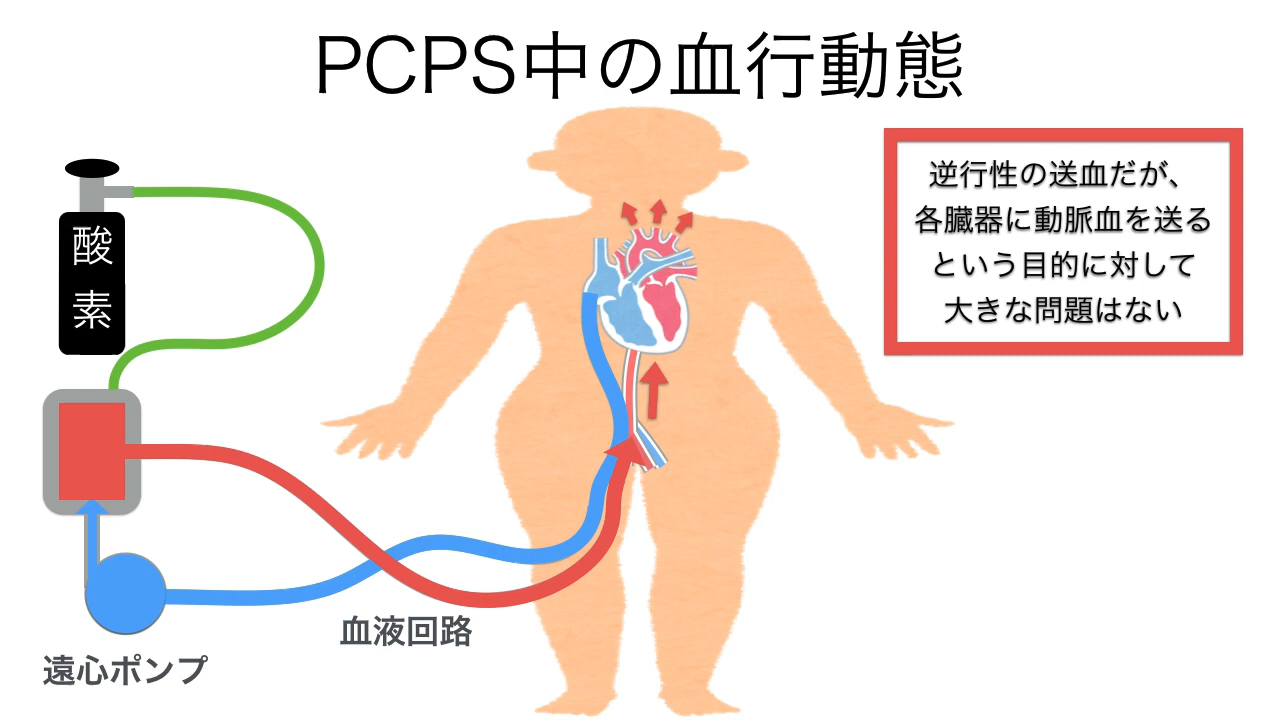 PCPS中の血行動態
酸
素
逆行性の送血だが、
各臓器に動脈血を送る
という目的に対して
大きな問題はない
血液回路
遠心ポンプ